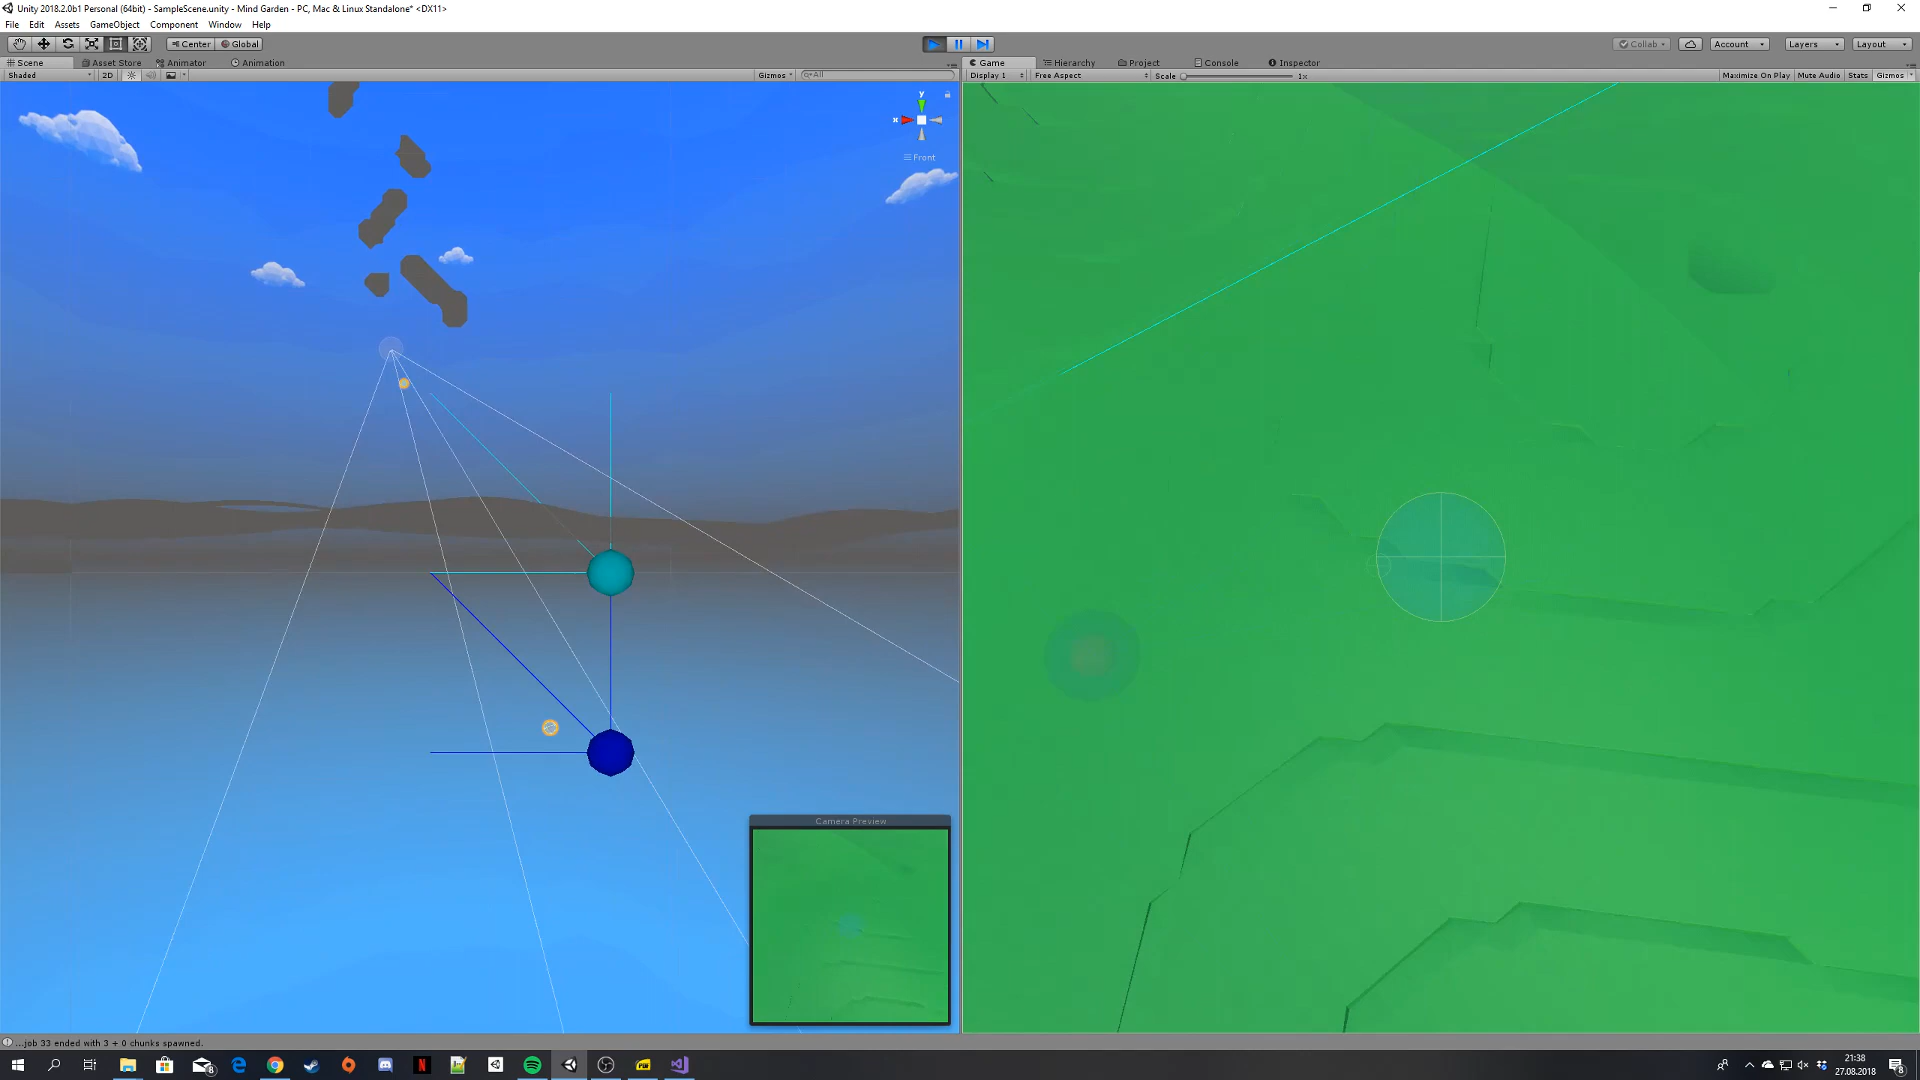 Unity 2018.2.0b1 Personal (64bit) - SampleScene.unity - Mind Garden - PC, Mac & Linux Standalone* <DX11>
File Edit Assets GameObject Component Window Help
Center Global Collab Account Layers Layout
Scene Asset Store Animator Animation Game Hierarchy Project Console Inspector
Shaded 2D Gizmos All Display 1 Free Aspect Scale 1x Maximize On Play Mute Audio Stats Gizmos
y
x
Front
Camera Preview
...job 33 ended with 3 + 0 chunks spawned.
21:38
27.08.2018